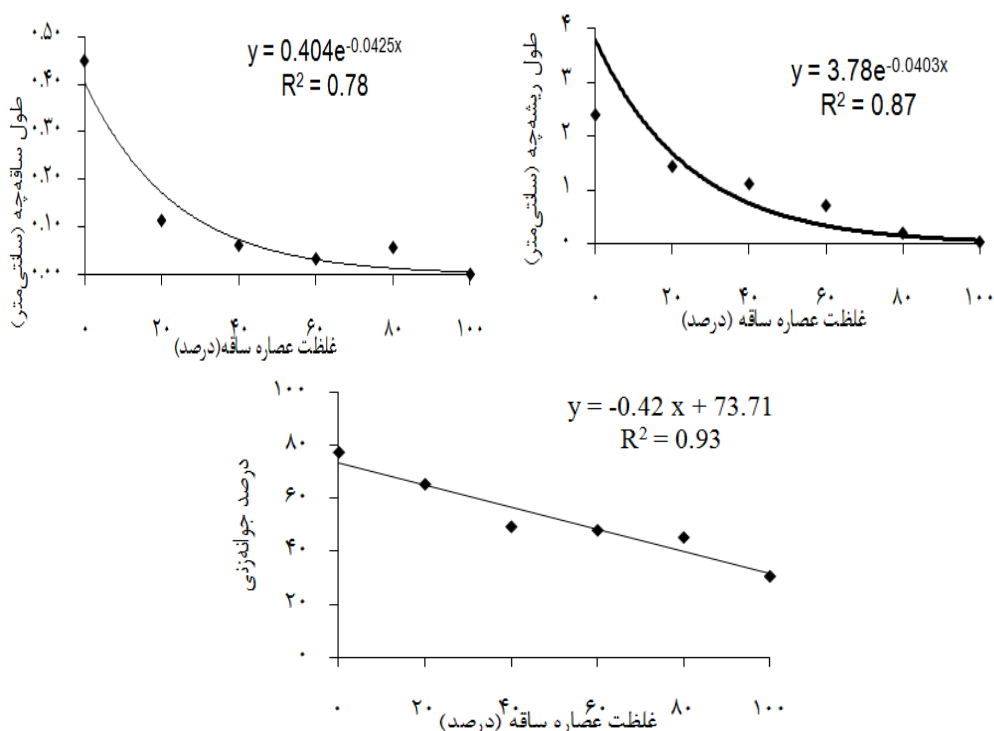 ۰.۵۰
۰.۴۰
۰.۳۰
۰.۲۰
۰.۱۰
۰.۰۰
طول ساقه‌چه (سانتی‌متر)
y = 0.404e^-0.0425x
R² = 0.78
۰ ۲۰ ۴۰ ۶۰ ۸۰ ۱۰۰
غلظت عصاره ساقه(درصد)
۴
۳
۲
۱
۰
طول ریشه‌چه (سانتی‌متر)
y = 3.78e^-0.0403x
R² = 0.87
۰ ۲۰ ۴۰ ۶۰ ۸۰ ۱۰۰
غلظت عصاره ساقه (درصد)
۱۰۰
۸۰
۶۰
۴۰
۲۰
۰
درصد جوانه‌زنی
y = -0.42 x + 73.71
R² = 0.93
۰ ۲۰ ۴۰ ۶۰ ۸۰ ۱۰۰
غلظت عصاره ساقه (درصد)